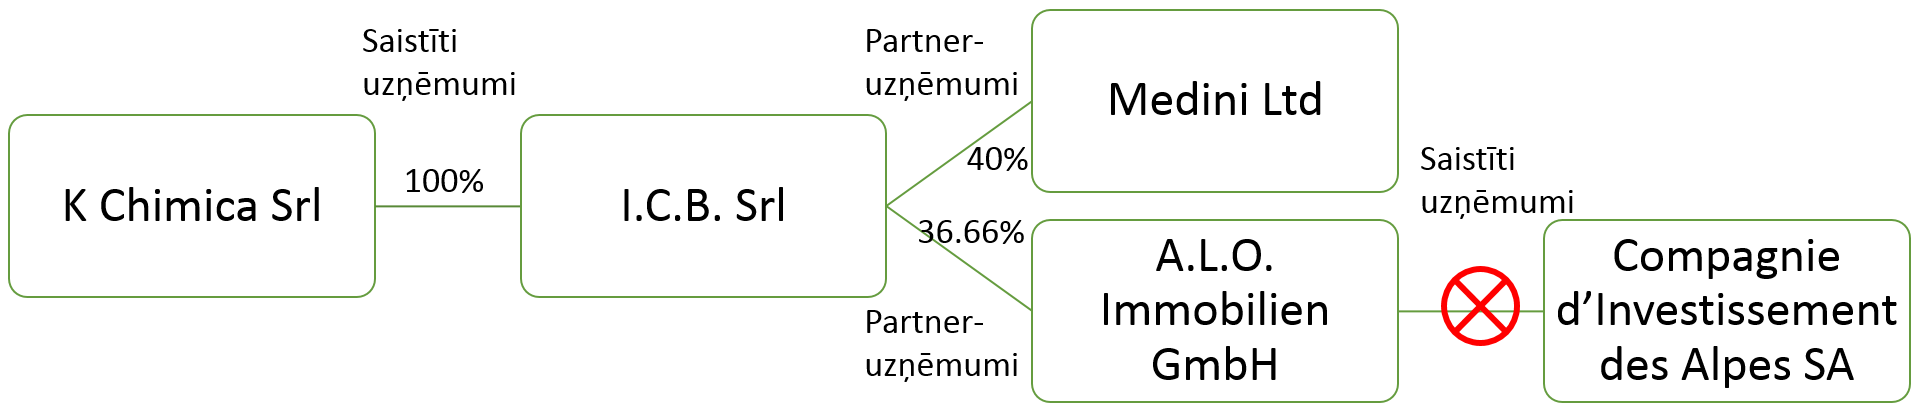 Saistīti
uzņēmumi
Partner-
uzņēmumi
Medini Ltd
40%
Saistīti
uzņēmumi
K Chimica Srl
100%
I.C.B. Srl
36.66%
A.L.O.
Immobilien
GmbH
Partner-
uzņēmumi
Compagnie
d’Investissement
des Alpes SA